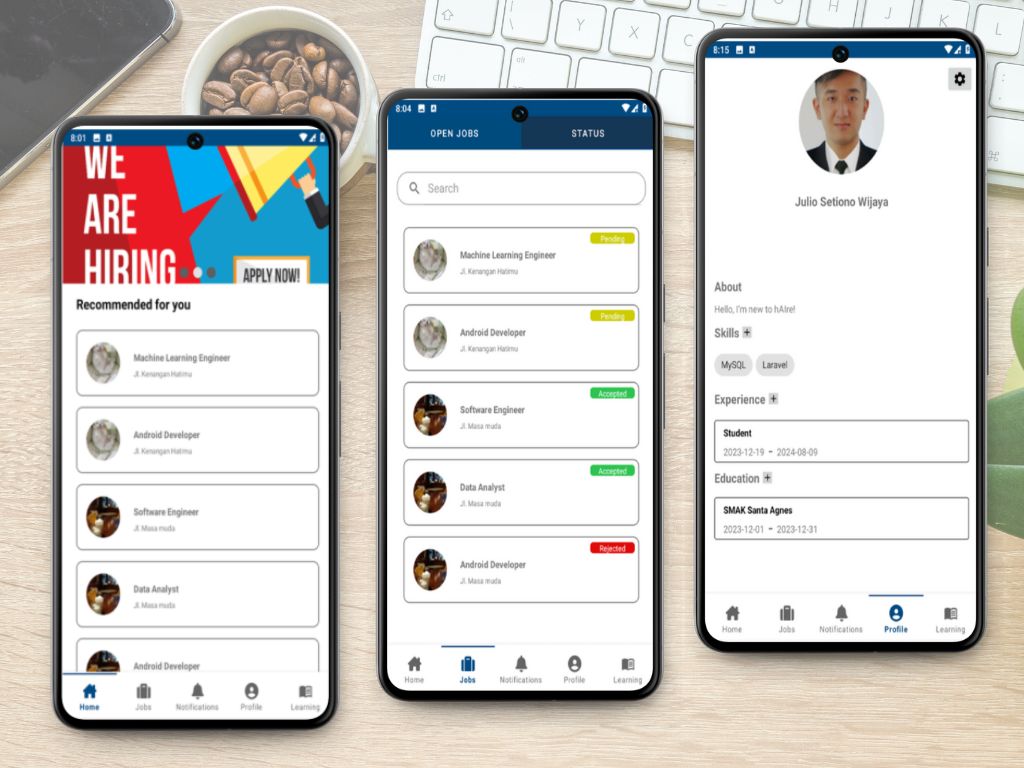 8:01
WE
ARE
HIRING
APPLY NOW!
Recommended for you
Machine Learning Engineer
Jl. Kenangan Hatimu
Android Developer
Jl. Kenangan Hatimu
Software Engineer
Jl. Masa muda
Data Analyst
Jl. Masa muda
Android Developer
Home Jobs Notifications Profile Learning
8:04
OPEN JOBS STATUS
Search
Pending
Machine Learning Engineer
Jl. Kenangan Hatimu
Pending
Android Developer
Jl. Kenangan Hatimu
Accepted
Software Engineer
Jl. Masa muda
Accepted
Data Analyst
Jl. Masa muda
Rejected
Android Developer
Jl. Masa muda
Home Jobs Notifications Profile Learning
8:15
Julio Setiono Wijaya
About
Hello, I'm new to hAIre!
Skills +
MySQL Laravel
Experience +
Student
2023-12-19 - 2024-08-09
Education +
SMAK Santa Agnes
2023-12-01 - 2023-12-31
Home Jobs Notifications Profile Learning
Y X C
H J K L
ctrl
alt